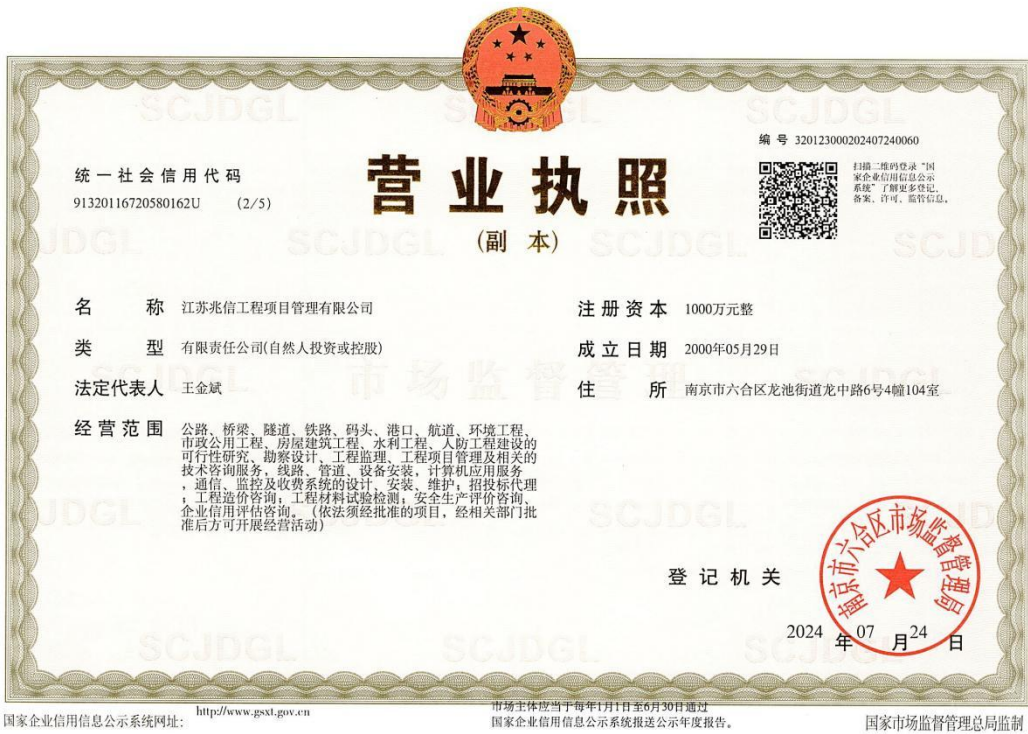 编 号 320123000202407240060
统一社会信用代码
91320116720580162U (2/5)
营业执照
(副 本)
扫描二维码登录“国
家企业信用信息公示
系统”了解更多登记、
备案、许可、监管信息。
名 称 江苏兆信工程项目管理有限公司
类 型 有限责任公司(自然人投资或控股)
法定代表人 王金斌
经营范围 公路、桥梁、隧道、铁路、码头、港口、航道、环境工程、
市政公用工程、房屋建筑工程、水利工程、人防工程建设的
可行性研究、勘察设计、工程监理、工程项目管理及相关的
技术咨询服务，线路、管道、设备安装，计算机应用服务
，通信、监控及收费系统的设计、安装、维护；招投标代理
；工程造价咨询；工程材料试验检测；安全生产评价咨询、
企业信用评估咨询。（依法须经批准的项目，经相关部门批
准后方可开展经营活动）
注册资本 1000万元整
成立日期 2000年05月29日
住 所 南京市六合区龙池街道龙中路6号4幢104室
登记机关
南京市六合区市场监督管理局
2024 年 07 月 24 日
国家企业信用信息公示系统网址: http://www.gsxt.gov.cn
市场主体应当于每年1月1日至6月30日通过
国家企业信用信息公示系统报送公示年度报告。
国家市场监督管理总局监制
SCJDGL
市场监督管理